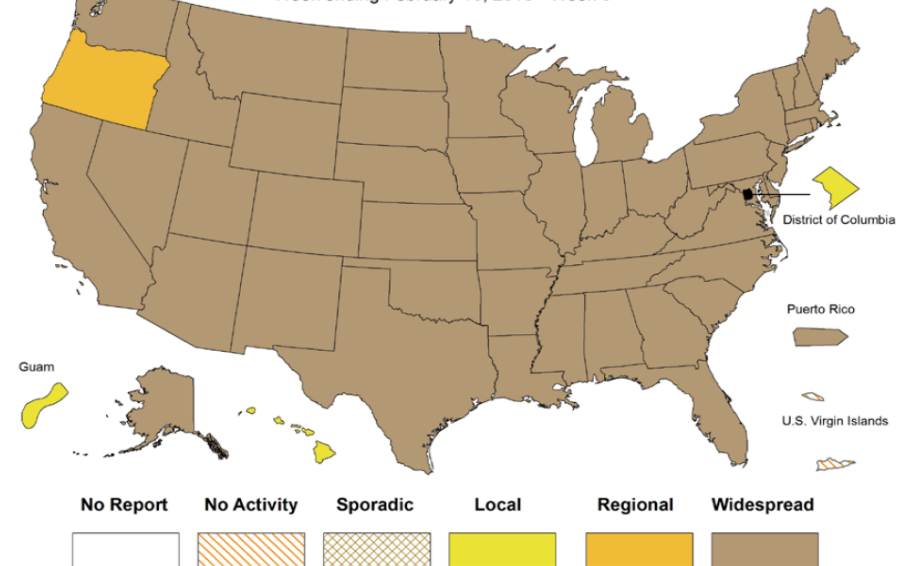 District of Columbia
Puerto Rico
Guam
U.S. Virgin Islands
No Report No Activity Sporadic Local Regional Widespread